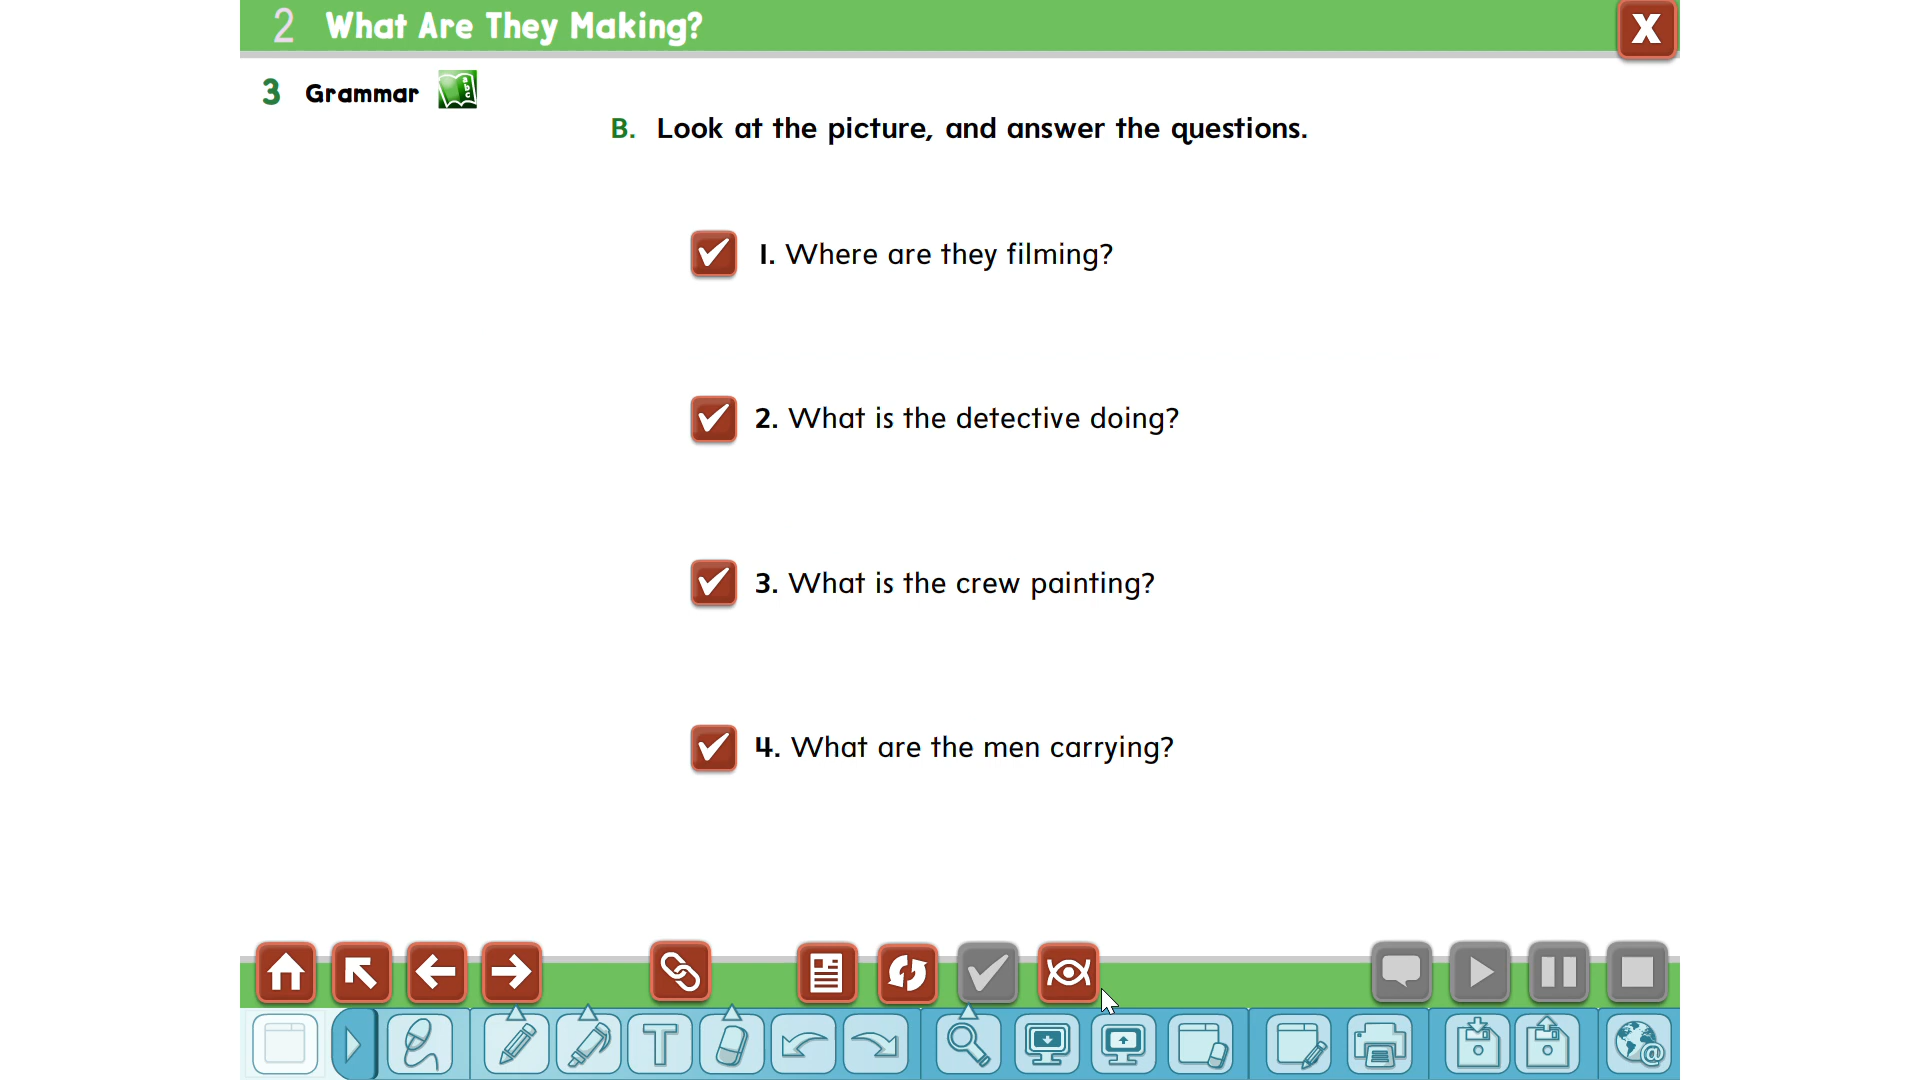 2 What Are They Making?
X
3 Grammar
a
b
c
B. Look at the picture, and answer the questions.
1. Where are they filming?
2. What is the detective doing?
3. What is the crew painting?
4. What are the men carrying?
T
@